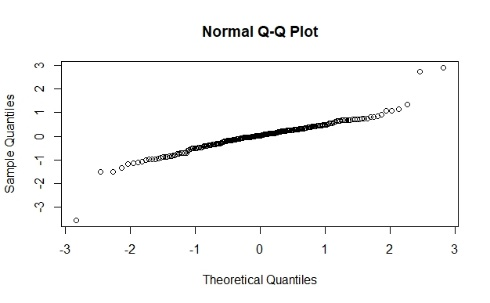 Normal Q-Q Plot
Sample Quantiles
3
2
1
0
-1
-2
-3
-3 -2 -1 0 1 2 3
Theoretical Quantiles